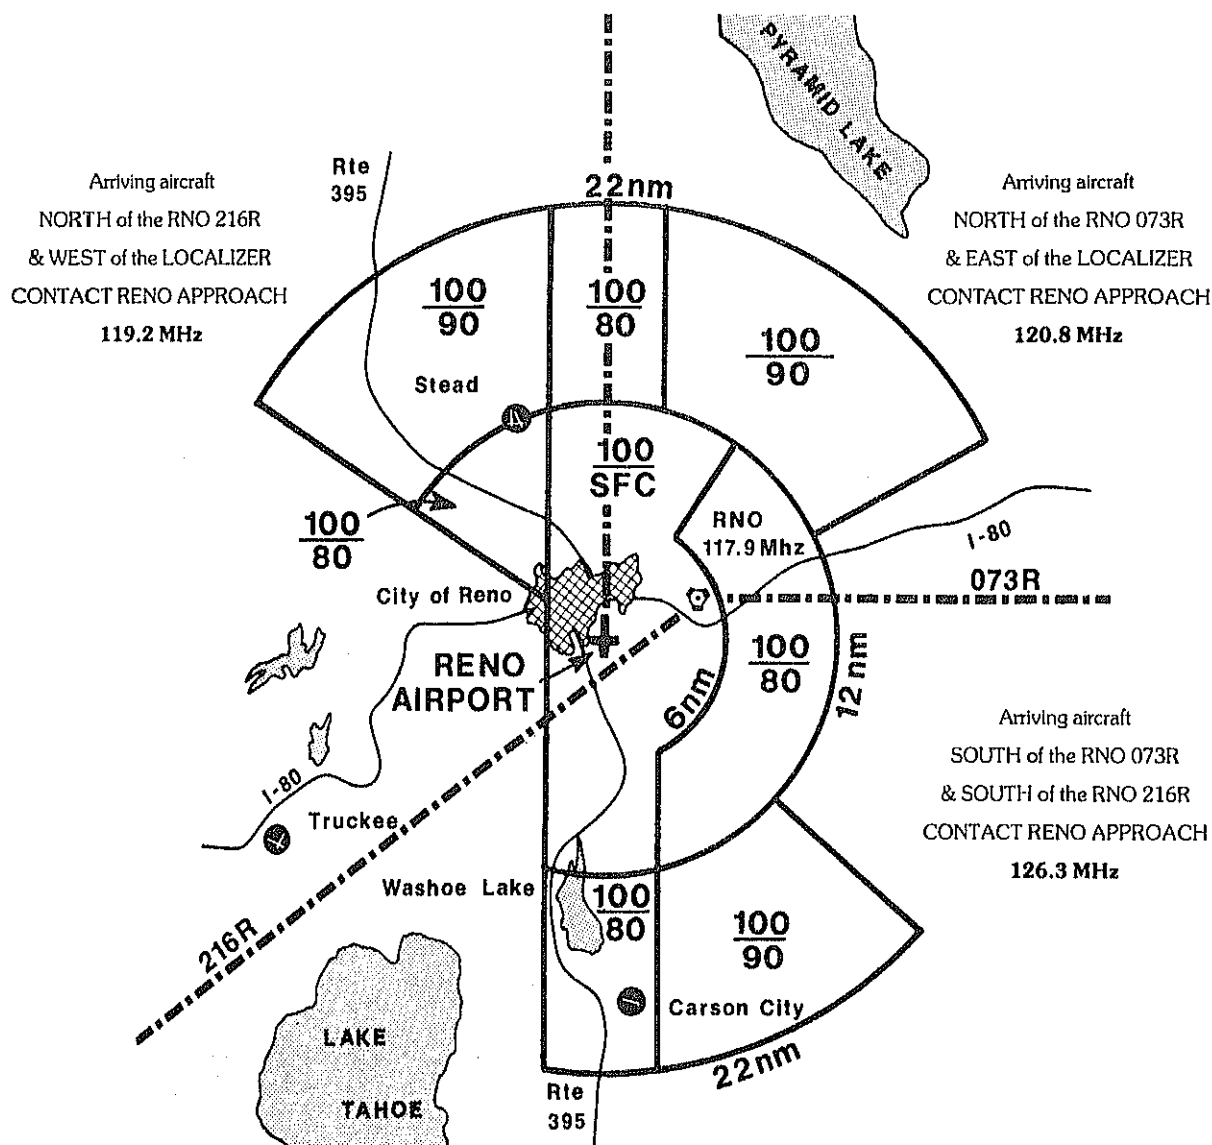 PYRAMID LAKE
Rte
395
22nm
Arriving aircraft
NORTH of the RNO 216R
& WEST of the LOCALIZER
CONTACT RENO APPROACH
119.2 MHz
Arriving aircraft
NORTH of the RNO 073R
& EAST of the LOCALIZER
CONTACT RENO APPROACH
120.8 MHz
100
90
100
80
100
90
Stead
100
SFC
100
80
RNO
117.9 Mhz
I-80
073R
City of Reno
RENO
AIRPORT
100
80
6nm
12nm
I-80
Truckee
Arriving aircraft
SOUTH of the RNO 073R
& SOUTH of the RNO 216R
CONTACT RENO APPROACH
126.3 MHz
Washoe Lake
100
80
100
90
216R
Carson City
LAKE
TAHOE
22nm
Rte
395